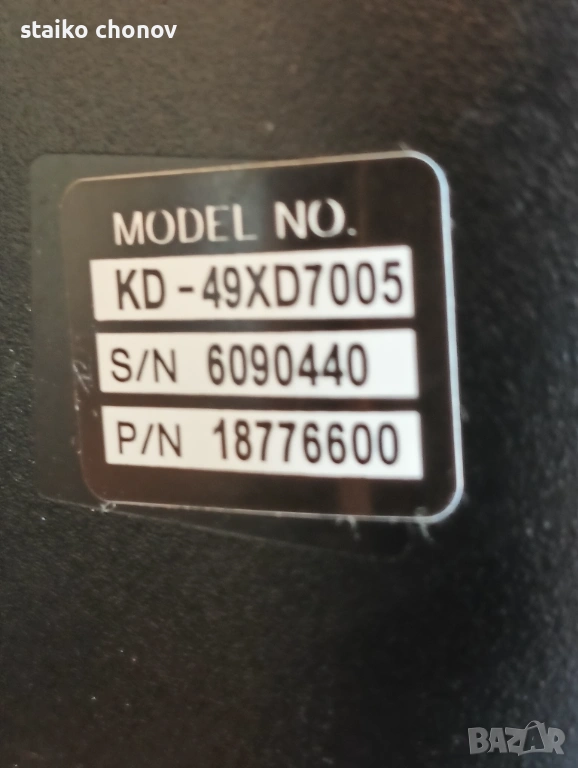 staiko chonov
MODEL NO.
KD-49XD7005
S/N 6090440
P/N 18776600
BAZAR